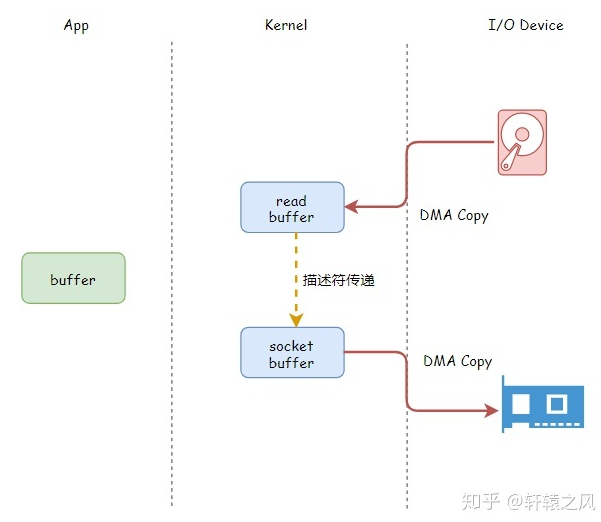 App
Kernel
I/O Device
read
buffer
DMA Copy
buffer
描述符传递
socket
buffer
DMA Copy
知乎 @轩辕之风